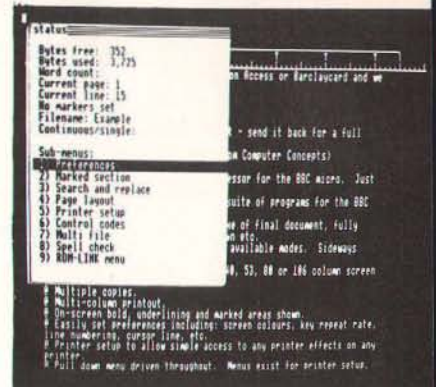 status
Bytes free: 352
Bytes used: 3,725
Word count:
Current page: 1
Current line: 15
No markers set
Filename: Example
Continuous/single:
Sub-menus:
1) Preferences
2) Marked section
3) Search and replace
4) Page layout
5) Printer setup
6) Control codes
7) Multi file
8) Spell check
9) ROM-LINK menu
on Access or Barclaycard and we
- send it back for a full
Computer Concepts)
essor for the BBC micro. Just
suite of programs for the BBC
of final document, fully
etc.
available modes. Sideways
40, 53, 80 or 106 column screen
# Multiple copies.
# Multi-column printout.
# On-screen bold, underlining and marked areas shown.
# Easily set preferences including: screen colours, key repeat rate,
line numbering, cursor line, etc.
# Printer setup to allow simple access to any printer effects on any
printer.
# Pull down menu driven throughout. Menus exist for printer setup,